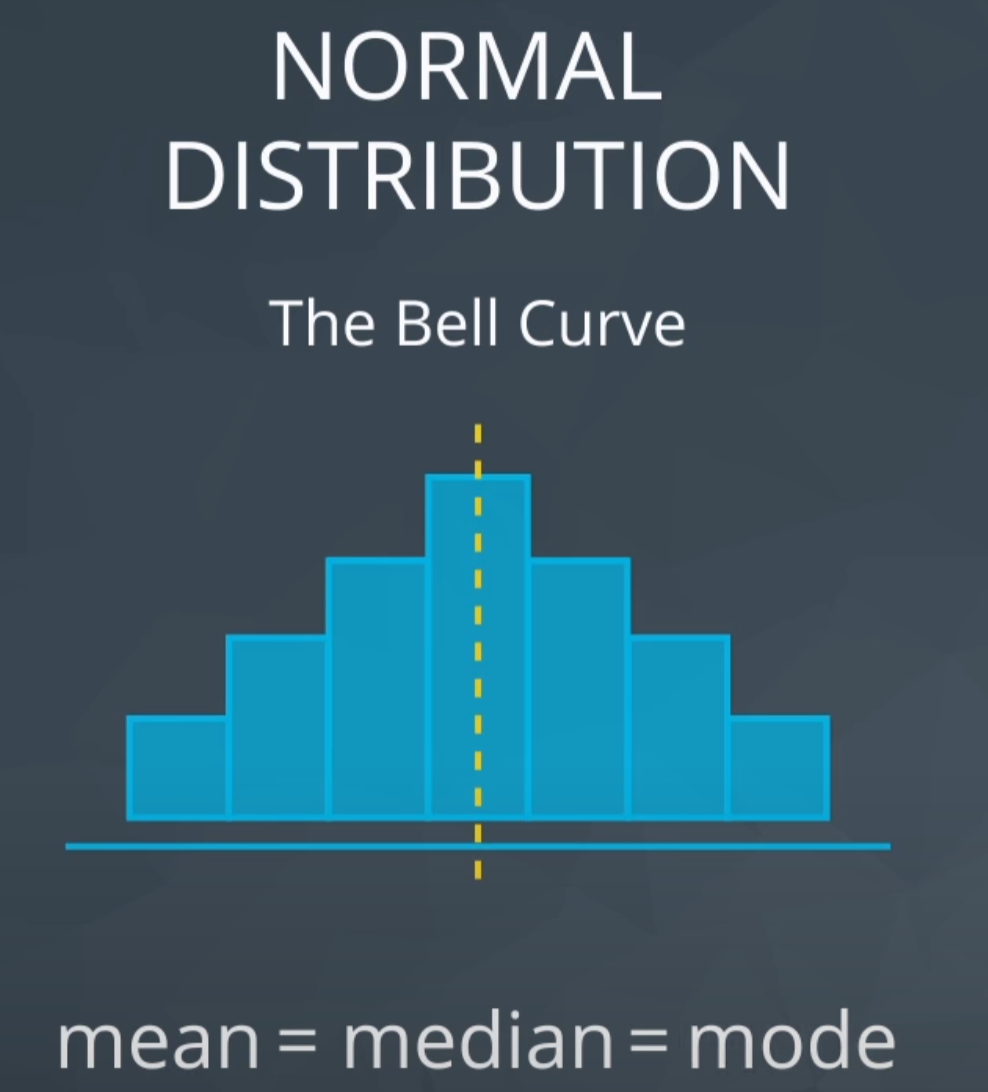 NORMAL
DISTRIBUTION
The Bell Curve
mean = median = mode